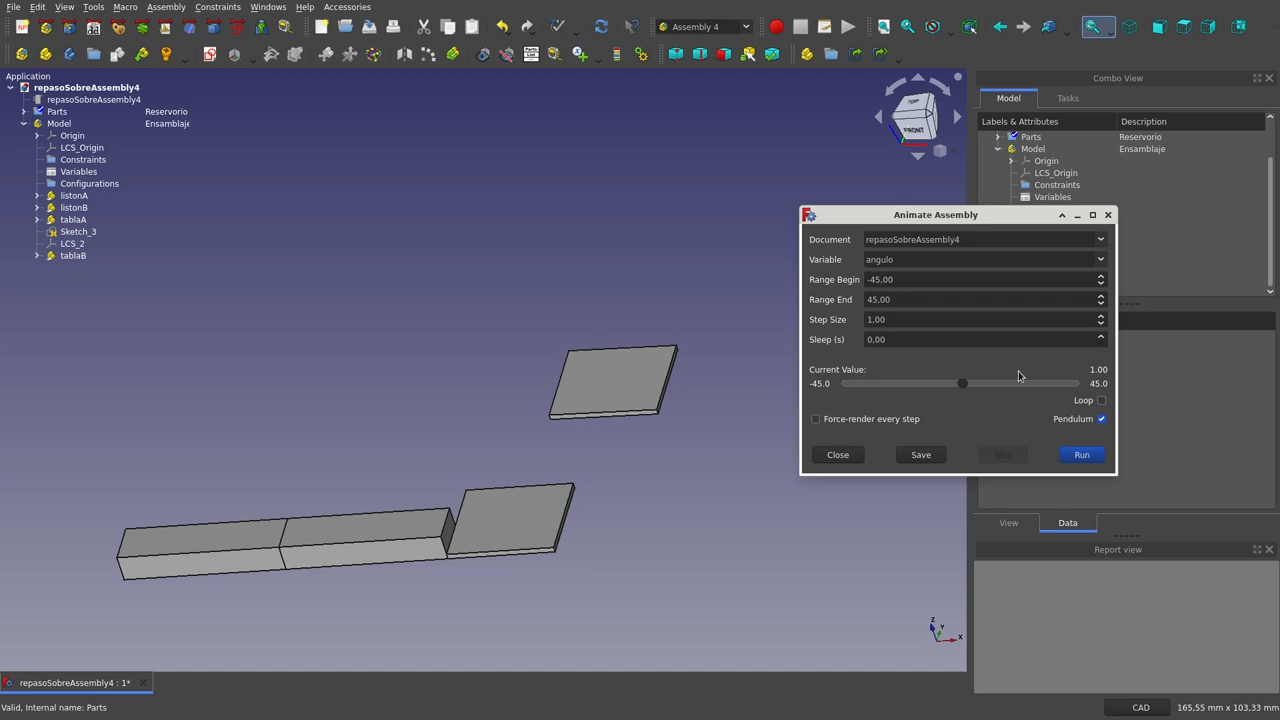 File Edit View Tools Macro Assembly Constraints Windows Help Accessories
Assembly 4
Application
repasoSobreAssembly4
repasoSobreAssembly4
Parts Reservorio
Model Ensamblaje
Origin
LCS_Origin
Constraints
Variables
Configurations
listonA
listonB
tablaA
Sketch_3
LCS_2
tablaB
FRONT
Z
Y
X
Combo View
Model Tasks
Labels & Attributes Description
Parts Reservorio
Model Ensamblaje
Origin
LCS_Origin
Constraints
Variables
Animate Assembly
Document repasoSobreAssembly4
Variable angulo
Range Begin -45,00
Range End 45,00
Step Size 1,00
Sleep (s) 0,00
Current Value: 1.00
-45.0 45.0
Loop
Force-render every step Pendulum
Close Save Stop Run
View Data
Report view
repasoSobreAssembly4 : 1*
Valid, Internal name: Parts
CAD 165,55 mm x 103,33 mm